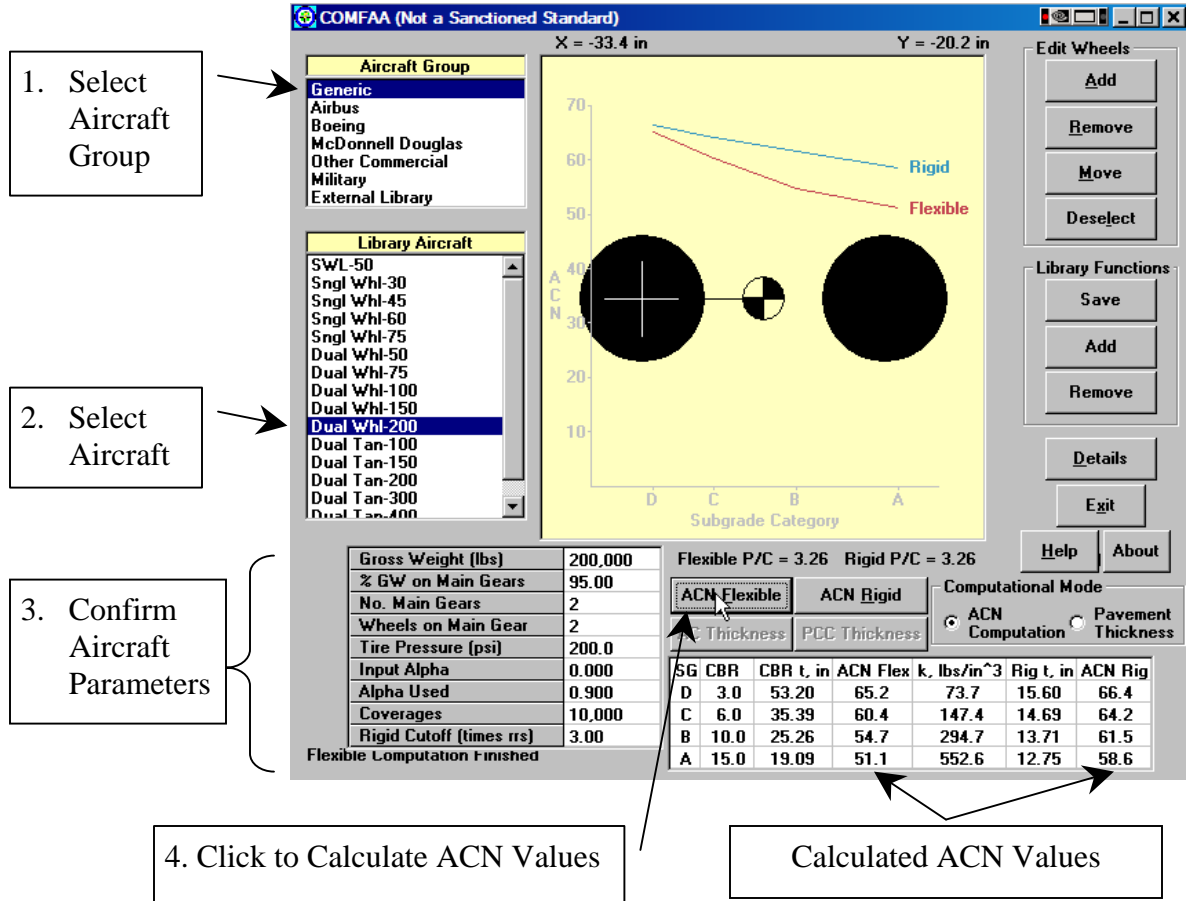 COMFAA (Not a Sanctioned Standard)
X = -33.4 in
Y = -20.2 in
1. Select
Aircraft
Group
Aircraft Group
Generic
Airbus
Boeing
McDonnell Douglas
Other Commercial
Military
External Library
2. Select
Aircraft
Library Aircraft
SWL-50
Sngl Whl-30
Sngl Whl-45
Sngl Whl-60
Sngl Whl-75
Dual Whl-50
Dual Whl-75
Dual Whl-100
Dual Whl-150
Dual Whl-200
Dual Tan-100
Dual Tan-150
Dual Tan-200
Dual Tan-300
Dual Tan-400
70
60
50
40
30
20
10
A
C
N
Rigid
Flexible
D C B A
Subgrade Category
Edit Wheels
Add
Remove
Move
Deselect
Library Functions
Save
Add
Remove
Details
Exit
Help
About
3. Confirm
Aircraft
Parameters
Gross Weight (lbs) 200,000
% GW on Main Gears 95.00
No. Main Gears 2
Wheels on Main Gear 2
Tire Pressure (psi) 200.0
Input Alpha 0.000
Alpha Used 0.900
Coverages 10,000
Rigid Cutoff (times rrs) 3.00
Flexible Computation Finished
Flexible P/C = 3.26 Rigid P/C = 3.26
ACN Flexible
ACN Rigid
Thickness
PCC Thickness
Computational Mode
ACN
Computation
Pavement
Thickness
SG CBR CBR t, in ACN Flex k, lbs/in^3 Rig t, in ACN Rig
D 3.0 53.20 65.2 73.7 15.60 66.4
C 6.0 35.39 60.4 147.4 14.69 64.2
B 10.0 25.26 54.7 294.7 13.71 61.5
A 15.0 19.09 51.1 552.6 12.75 58.6
4. Click to Calculate ACN Values
Calculated ACN Values